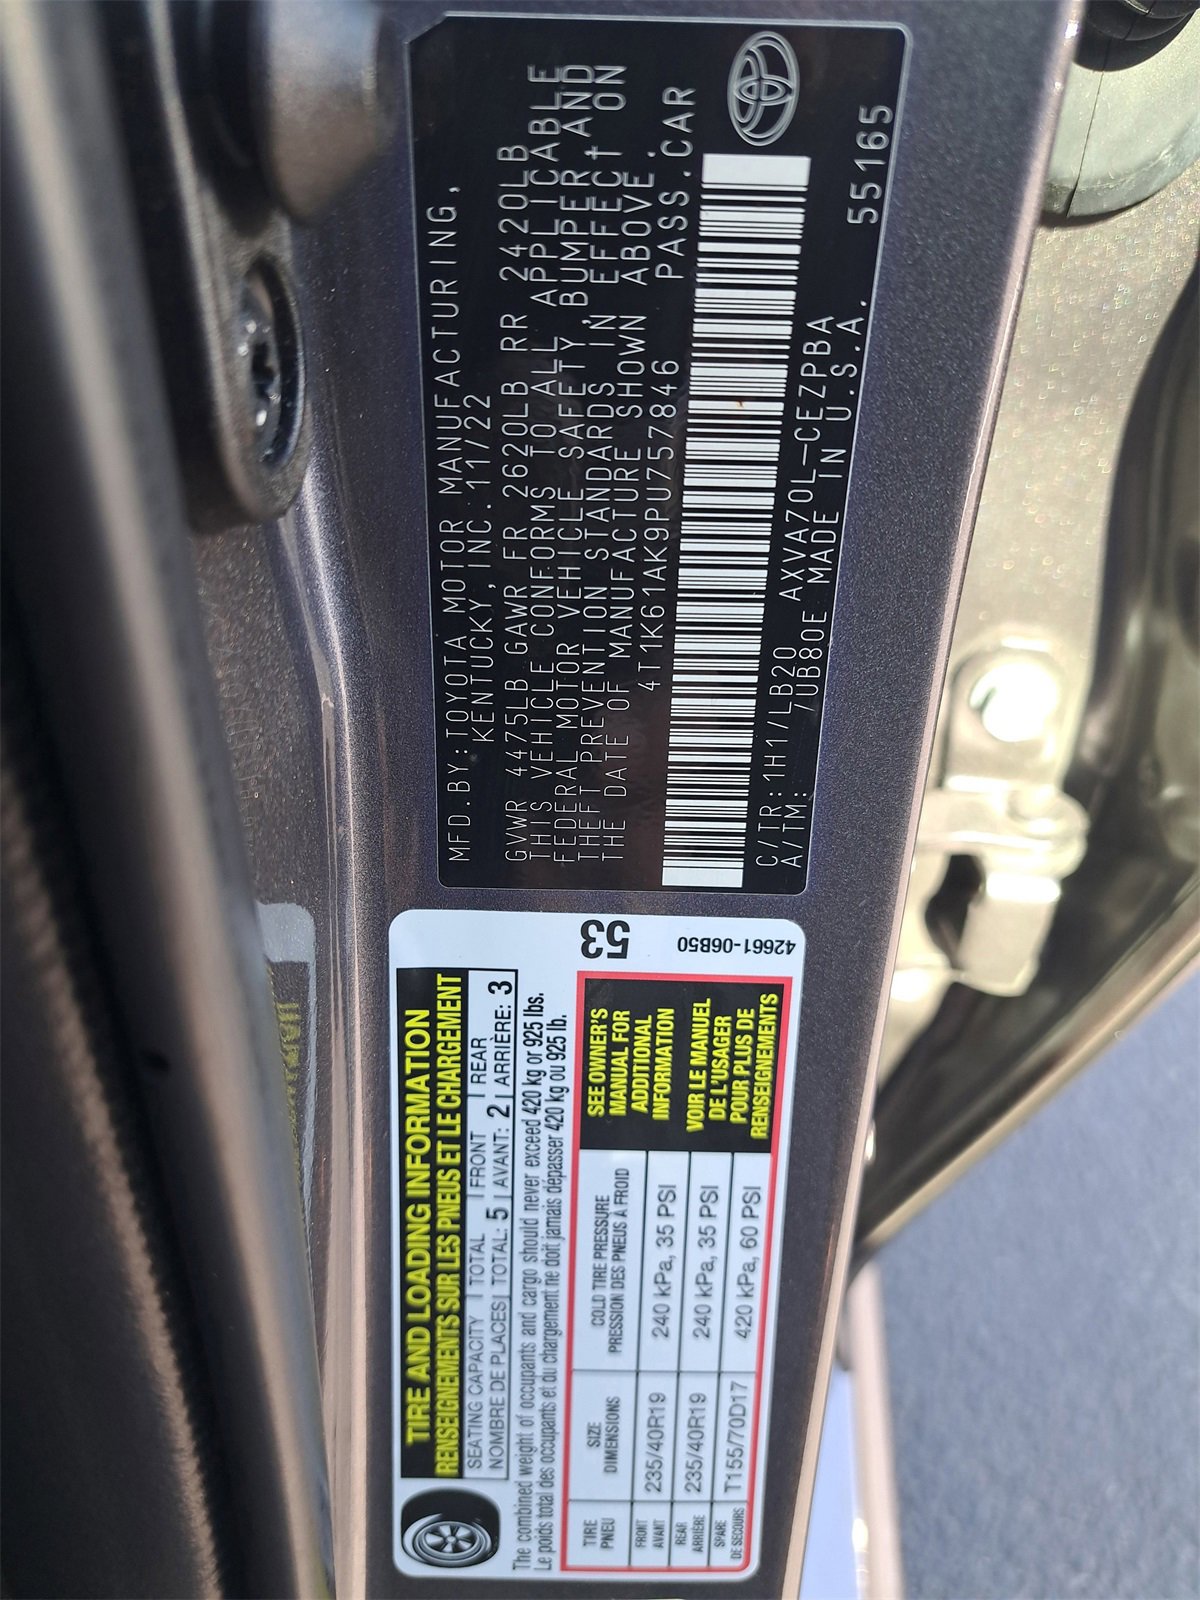 MFD.BY:TOYOTA MOTOR MANUFACTURING,
KENTUCKY,INC.11/22
GVWR 4475LB GAWR FR 2620LB RR 2420LB
THIS VEHICLE CONFORMS TO ALL APPLICABLE
FEDERAL MOTOR VEHICLE SAFETY,BUMPER AND
THEFT PREVENTION STANDARDS IN EFFECT ON
THE DATE OF MANUFACTURE SHOWN ABOVE.
4T1K61AK9PU757846 PASS.CAR
C/TR:1H1/LB20 AXVA70L-CEZPBA
A/TM: /UB80E MADE IN U.S.A. 55165
TIRE AND LOADING INFORMATION
RENSEIGNEMENTS SUR LES PNEUS ET LE CHARGEMENT
SEATING CAPACITY TOTAL FRONT REAR
NOMBRE DE PLACES TOTAL: 5 AVANT: 2 ARRIÈRE: 3
The combined weight of occupants and cargo should never exceed 420 kg or 925 lbs.
Le poids total des occupants et du chargement ne doit jamais dépasser 420 kg ou 925 lb.
53
42661-06B50
TIRE SIZE COLD TIRE PRESSURE
PNEU DIMENSIONS PRESSION DES PNEUS À FROID
FRONT
AVANT 235/40R19 240 kPa, 35 PSI
REAR
ARRIÈRE 235/40R19 240 kPa, 35 PSI
SPARE
DE SECOURS T155/70D17 420 kPa, 60 PSI
SEE OWNER'S
MANUAL FOR
ADDITIONAL
INFORMATION
VOIR LE MANUEL
DE L'USAGER
POUR PLUS DE
RENSEIGNEMENTS